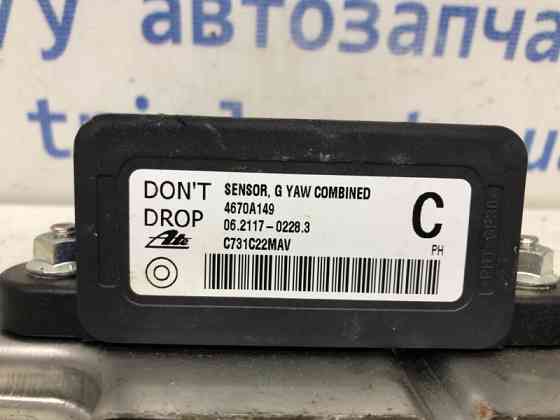 у автозапча
DON'T
DROP
Ate
SENSOR, G YAW COMBINED
4670A149
06.2117-0228.3
C731C22MAV
C
PH